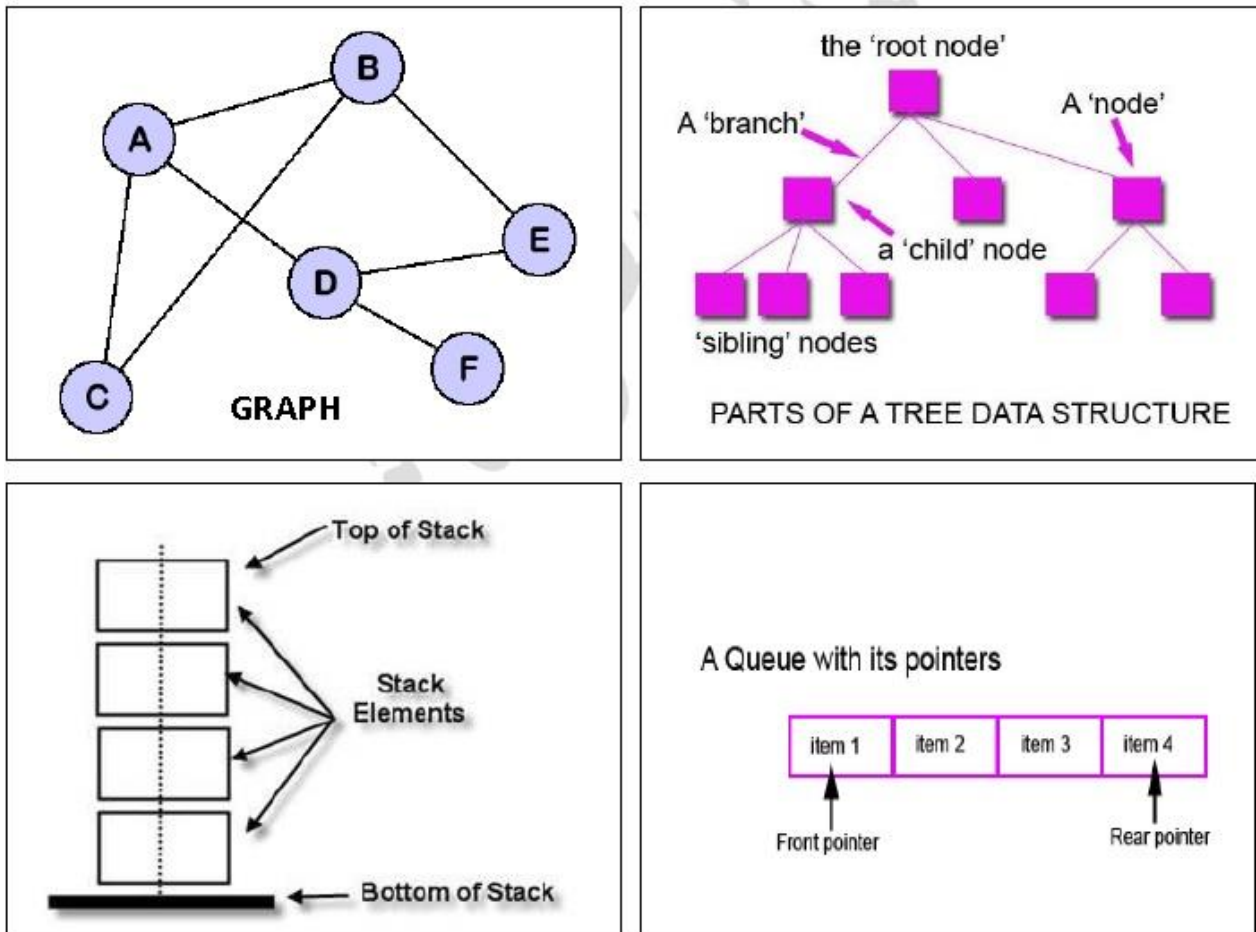 B
A
E
D
F
C
GRAPH
the 'root node'
A 'branch'
A 'node'
a 'child' node
'sibling' nodes
PARTS OF A TREE DATA STRUCTURE
Top of Stack
Stack
Elements
Bottom of Stack
A Queue with its pointers
item 1 item 2 item 3 item 4
Front pointer Rear pointer